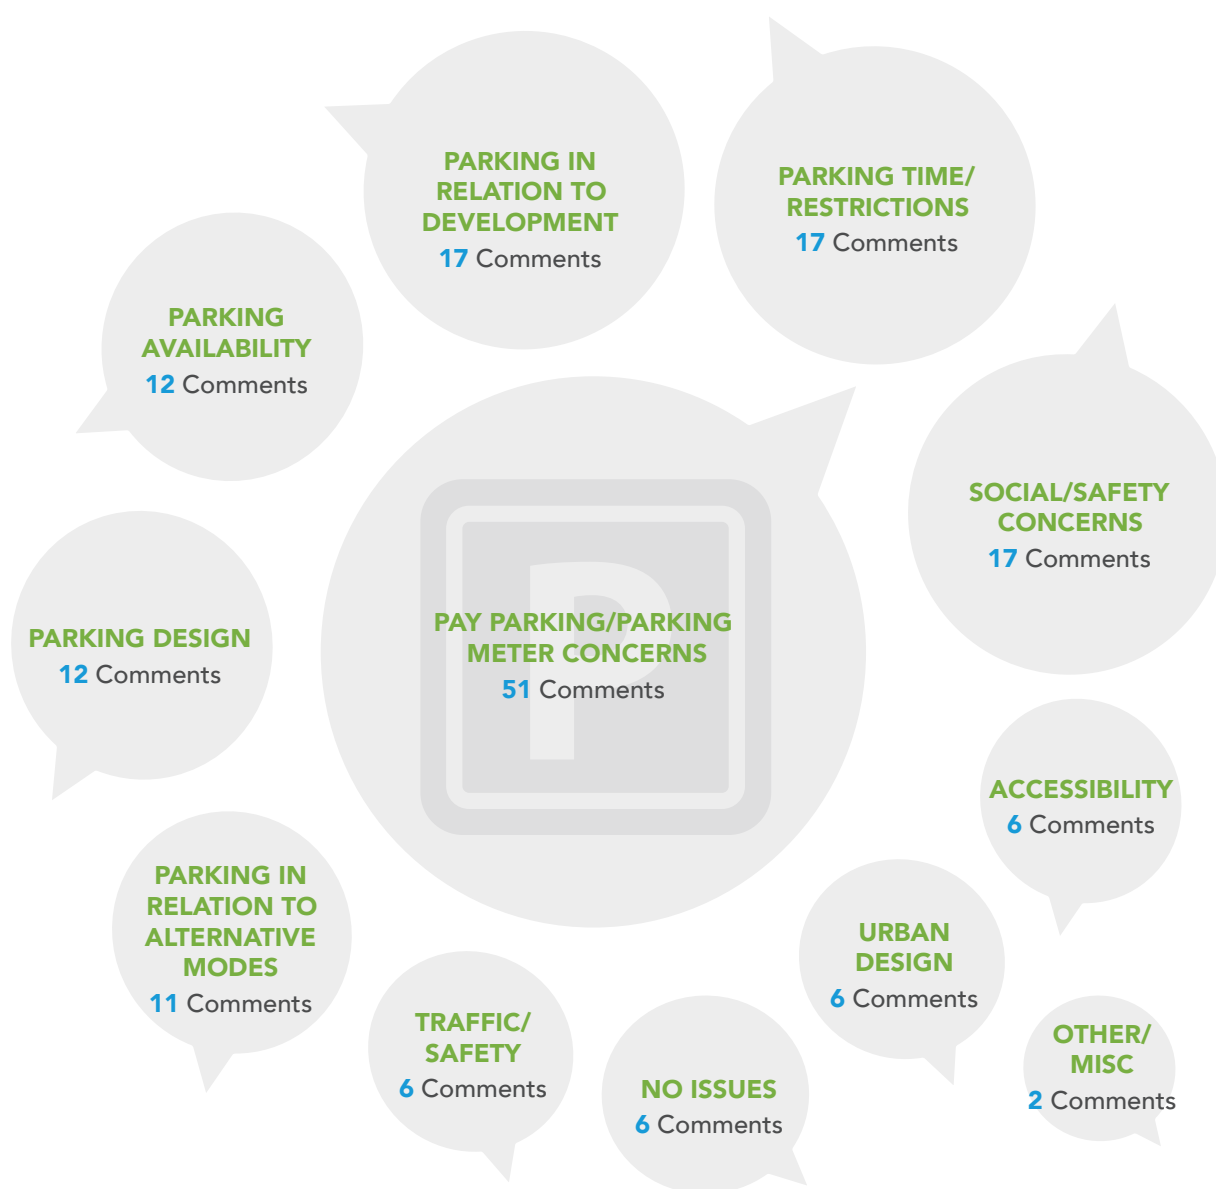 PARKING IN
RELATION TO
DEVELOPMENT
17 Comments
PARKING TIME/
RESTRICTIONS
17 Comments
PARKING
AVAILABILITY
12 Comments
SOCIAL/SAFETY
CONCERNS
17 Comments
PAY PARKING/PARKING
METER CONCERNS
51 Comments
P
PARKING DESIGN
12 Comments
ACCESSIBILITY
6 Comments
PARKING IN
RELATION TO
ALTERNATIVE
MODES
11 Comments
URBAN
DESIGN
6 Comments
TRAFFIC/
SAFETY
6 Comments
NO ISSUES
6 Comments
OTHER/
MISC
2 Comments